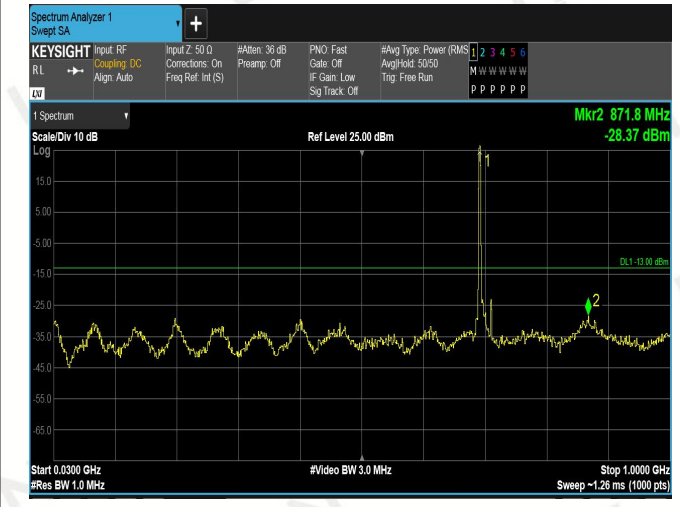 Spectrum Analyzer 1
Swept SA
+
KEYSIGHT
RL
LXI
Input: RF
Coupling: DC
Align: Auto
Input Z: 50 Ω
Corrections: On
Freq Ref: Int (S)
#Atten: 36 dB
Preamp: Off
PNO: Fast
Gate: Off
IF Gain: Low
Sig Track: Off
#Avg Type: Power (RMS
Avg|Hold: 50/50
Trig: Free Run
1 2 3 4 5 6
M W W W W W
P P P P P P
1 Spectrum
Mkr2 871.8 MHz
Scale/Div 10 dB
Ref Level 25.00 dBm
-28.37 dBm
Log
15.0
5.00
-5.00
-15.0
-25.0
-35.0
-45.0
-55.0
-65.0
1
DL1 -13.00 dBm
2
Start 0.0300 GHz
#Video BW 3.0 MHz
Stop 1.0000 GHz
#Res BW 1.0 MHz
Sweep ~1.26 ms (1000 pts)